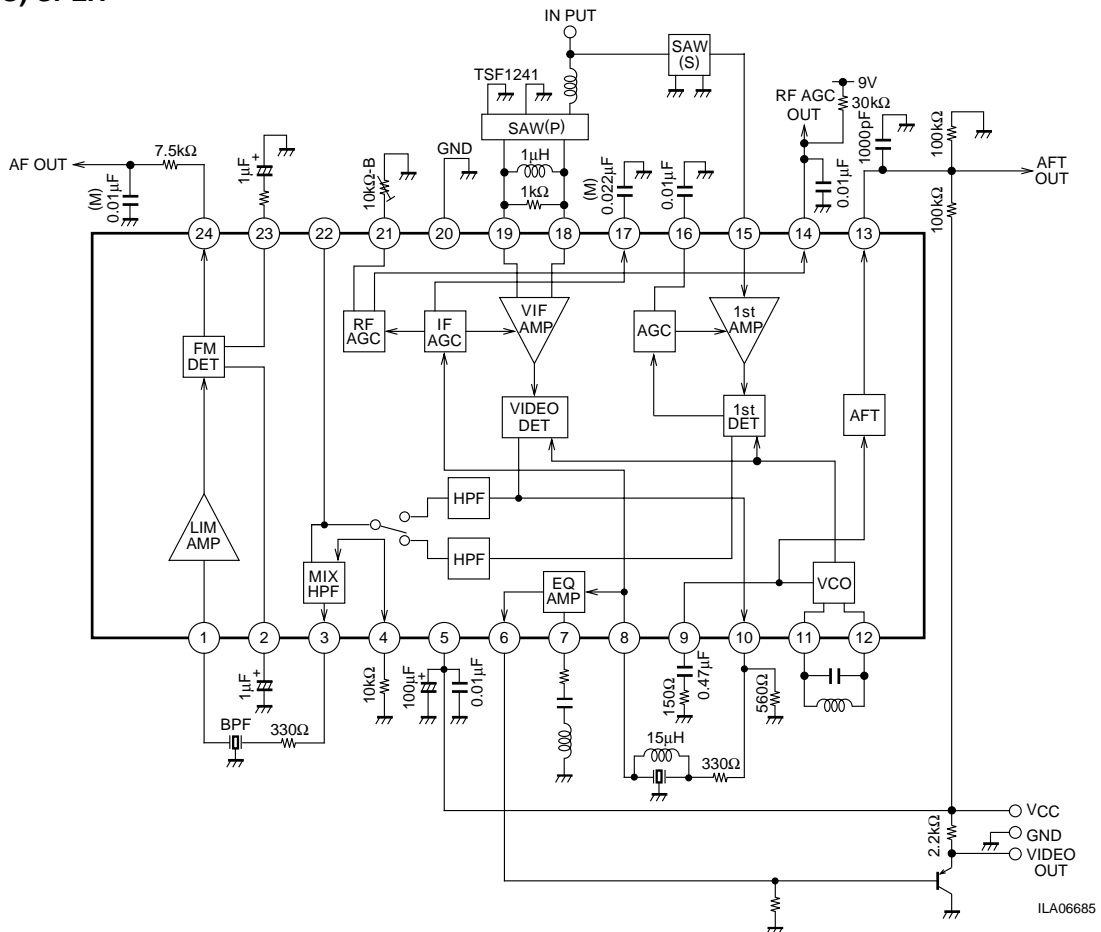 IN PUT
SAW
(S)
TSF1241
9V
RF AGC
OUT
30kΩ
1000pF
100kΩ
SAW(P)
AF OUT
7.5kΩ
1μF
+
10kΩ-B
GND
1μH
1kΩ
(M)
0.022μF
0.01μF
0.01μF
AFT
OUT
(M)
0.01μF
100kΩ
24
23
22
21
20
19
18
17
16
15
14
13
RF
AGC
IF
AGC
VIF
AMP
AGC
1st
AMP
FM
DET
VIDEO
DET
1st
DET
AFT
LIM
AMP
HPF
HPF
MIX
HPF
EQ
AMP
VCO
1
2
3
4
5
6
7
8
9
10
11
12
1μF
+
10kΩ
100μF
+
0.01μF
150Ω
0.47μF
560Ω
BPF
330Ω
15μH
330Ω
VCC
2.2kΩ
GND
VIDEO
OUT
ILA06685